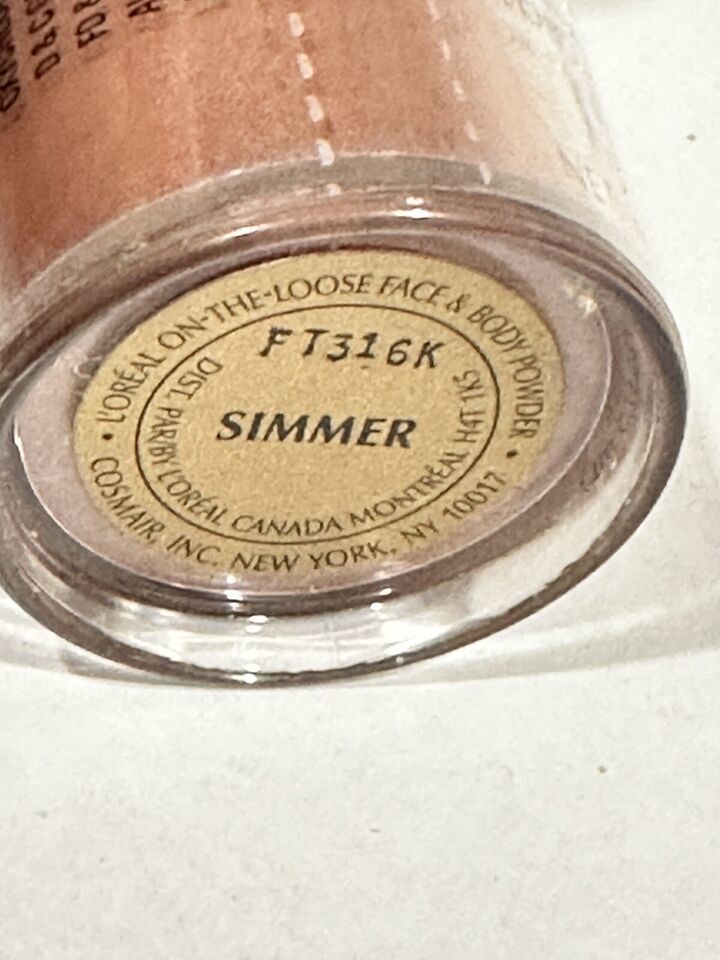 D&C
FD&
• L'ORÉAL ON-THE-LOOSE FACE & BODY POWDER •
COSMAIR, INC. NEW YORK, NY 10017
FT316K
SIMMER
DIST. PAR/BY L'ORÉAL CANADA MONTRÉAL H4T 1K5